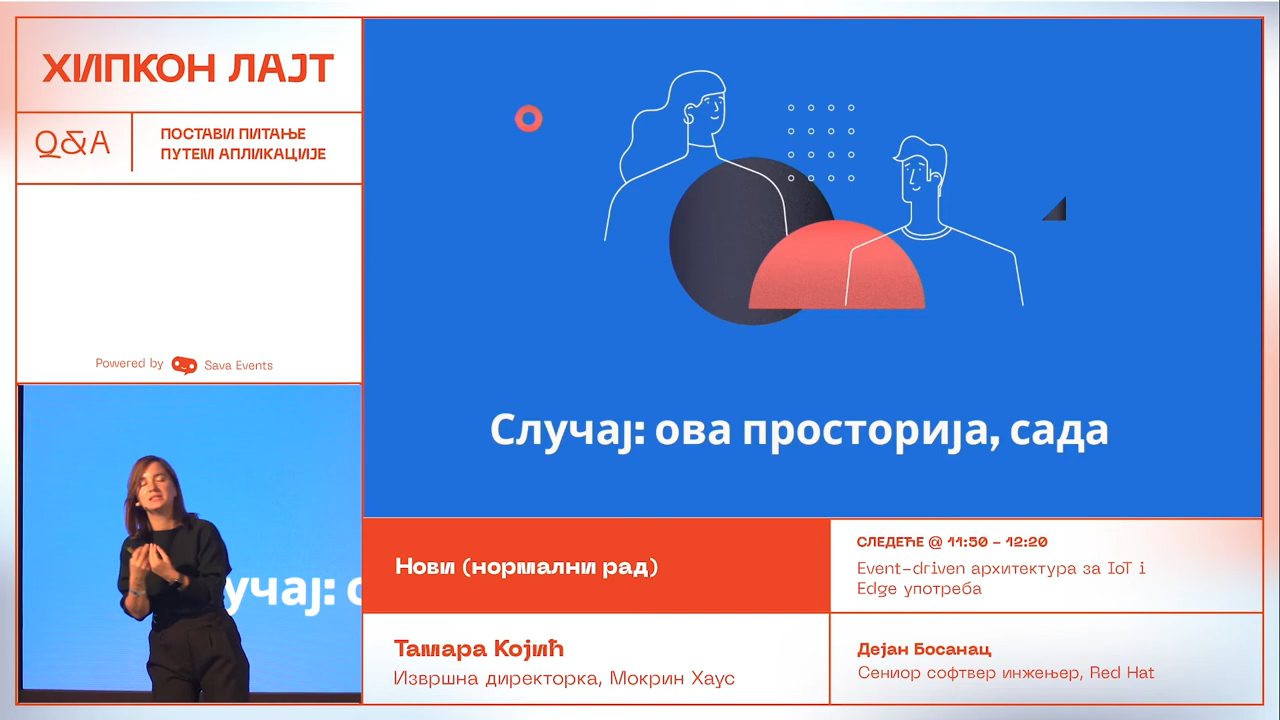 ХИПКОН ЛАЈТ
Q&A
ПОСТАВИ ПИТАЊЕ
ПУТЕМ АПЛИКАЦИЈЕ
Powered by Sava Events
Случај: ова просторија, сада
учај: о
Нови (нормални рад)
Тамара Којић
Извршна директорка, Мокрин Хаус
СЛЕДЕЋЕ @ 11:50 - 12:20
Event-driven архитектура за IoT i
Edge употреба
Дејан Босанац
Сениор софтвер инжењер, Red Hat